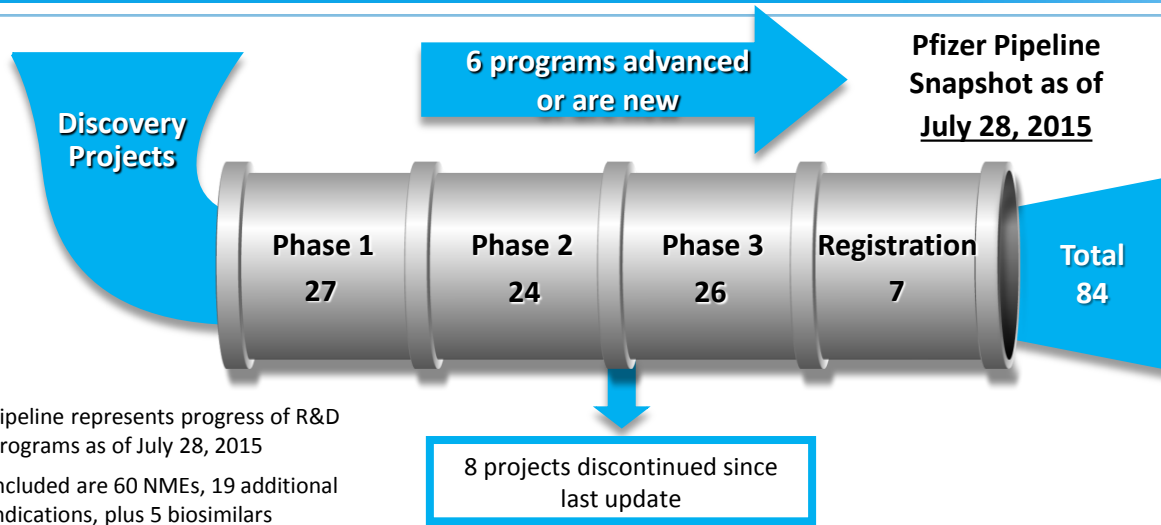 6 programs advanced
or are new
Pfizer Pipeline
Snapshot as of
July 28, 2015
Discovery
Projects
Phase 1
27
Phase 2
24
Phase 3
26
Registration
7
Total
84
ipeline represents progress of R&D
rograms as of July 28, 2015
ncluded are 60 NMEs, 19 additional
ndications, plus 5 biosimilars
8 projects discontinued since
last update